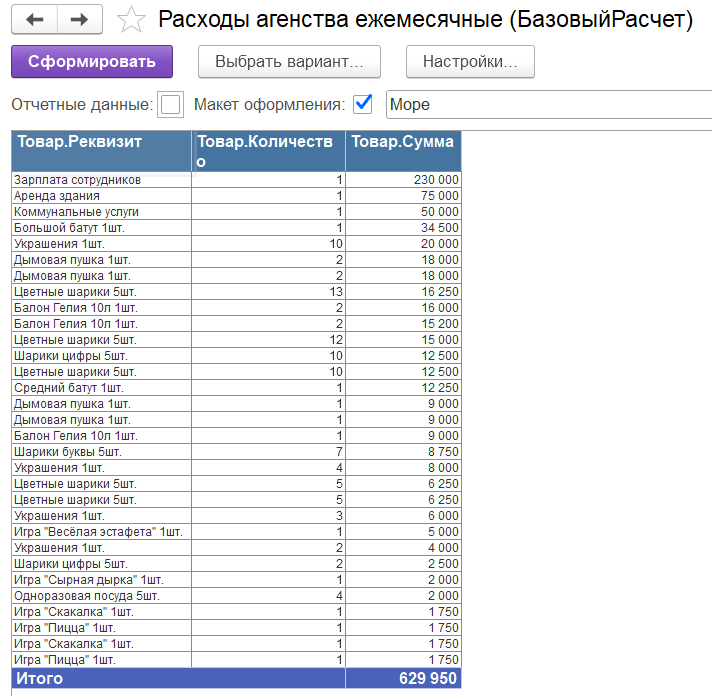 Расходы агенства ежемесячные (БазовыйРасчет)
Сформировать Выбрать вариант... Настройки...
Отчетные данные: Макет оформления: Море
Товар.Реквизит Товар.Количеств Товар.Сумма
о
Зарплата сотрудников 1 230 000
Аренда здания 1 75 000
Коммунальные услуги 1 50 000
Большой батут 1шт. 1 34 500
Украшения 1шт. 10 20 000
Дымовая пушка 1шт. 2 18 000
Дымовая пушка 1шт. 2 18 000
Цветные шарики 5шт. 13 16 250
Балон Гелия 10л 1шт. 2 16 000
Балон Гелия 10л 1шт. 2 15 200
Цветные шарики 5шт. 12 15 000
Шарики цифры 5шт. 10 12 500
Цветные шарики 5шт. 10 12 500
Средний батут 1шт. 1 12 250
Дымовая пушка 1шт. 1 9 000
Дымовая пушка 1шт. 1 9 000
Балон Гелия 10л 1шт. 1 9 000
Шарики буквы 5шт. 7 8 750
Украшения 1шт. 4 8 000
Цветные шарики 5шт. 5 6 250
Цветные шарики 5шт. 5 6 250
Украшения 1шт. 3 6 000
Игра "Весёлая эстафета" 1шт. 1 5 000
Украшения 1шт. 2 4 000
Шарики цифры 5шт. 2 2 500
Игра "Сырная дырка" 1шт. 1 2 000
Одноразовая посуда 5шт. 4 2 000
Игра "Скакалка" 1шт. 1 1 750
Игра "Пицца" 1шт. 1 1 750
Игра "Скакалка" 1шт. 1 1 750
Игра "Пицца" 1шт. 1 1 750
Итого 629 950